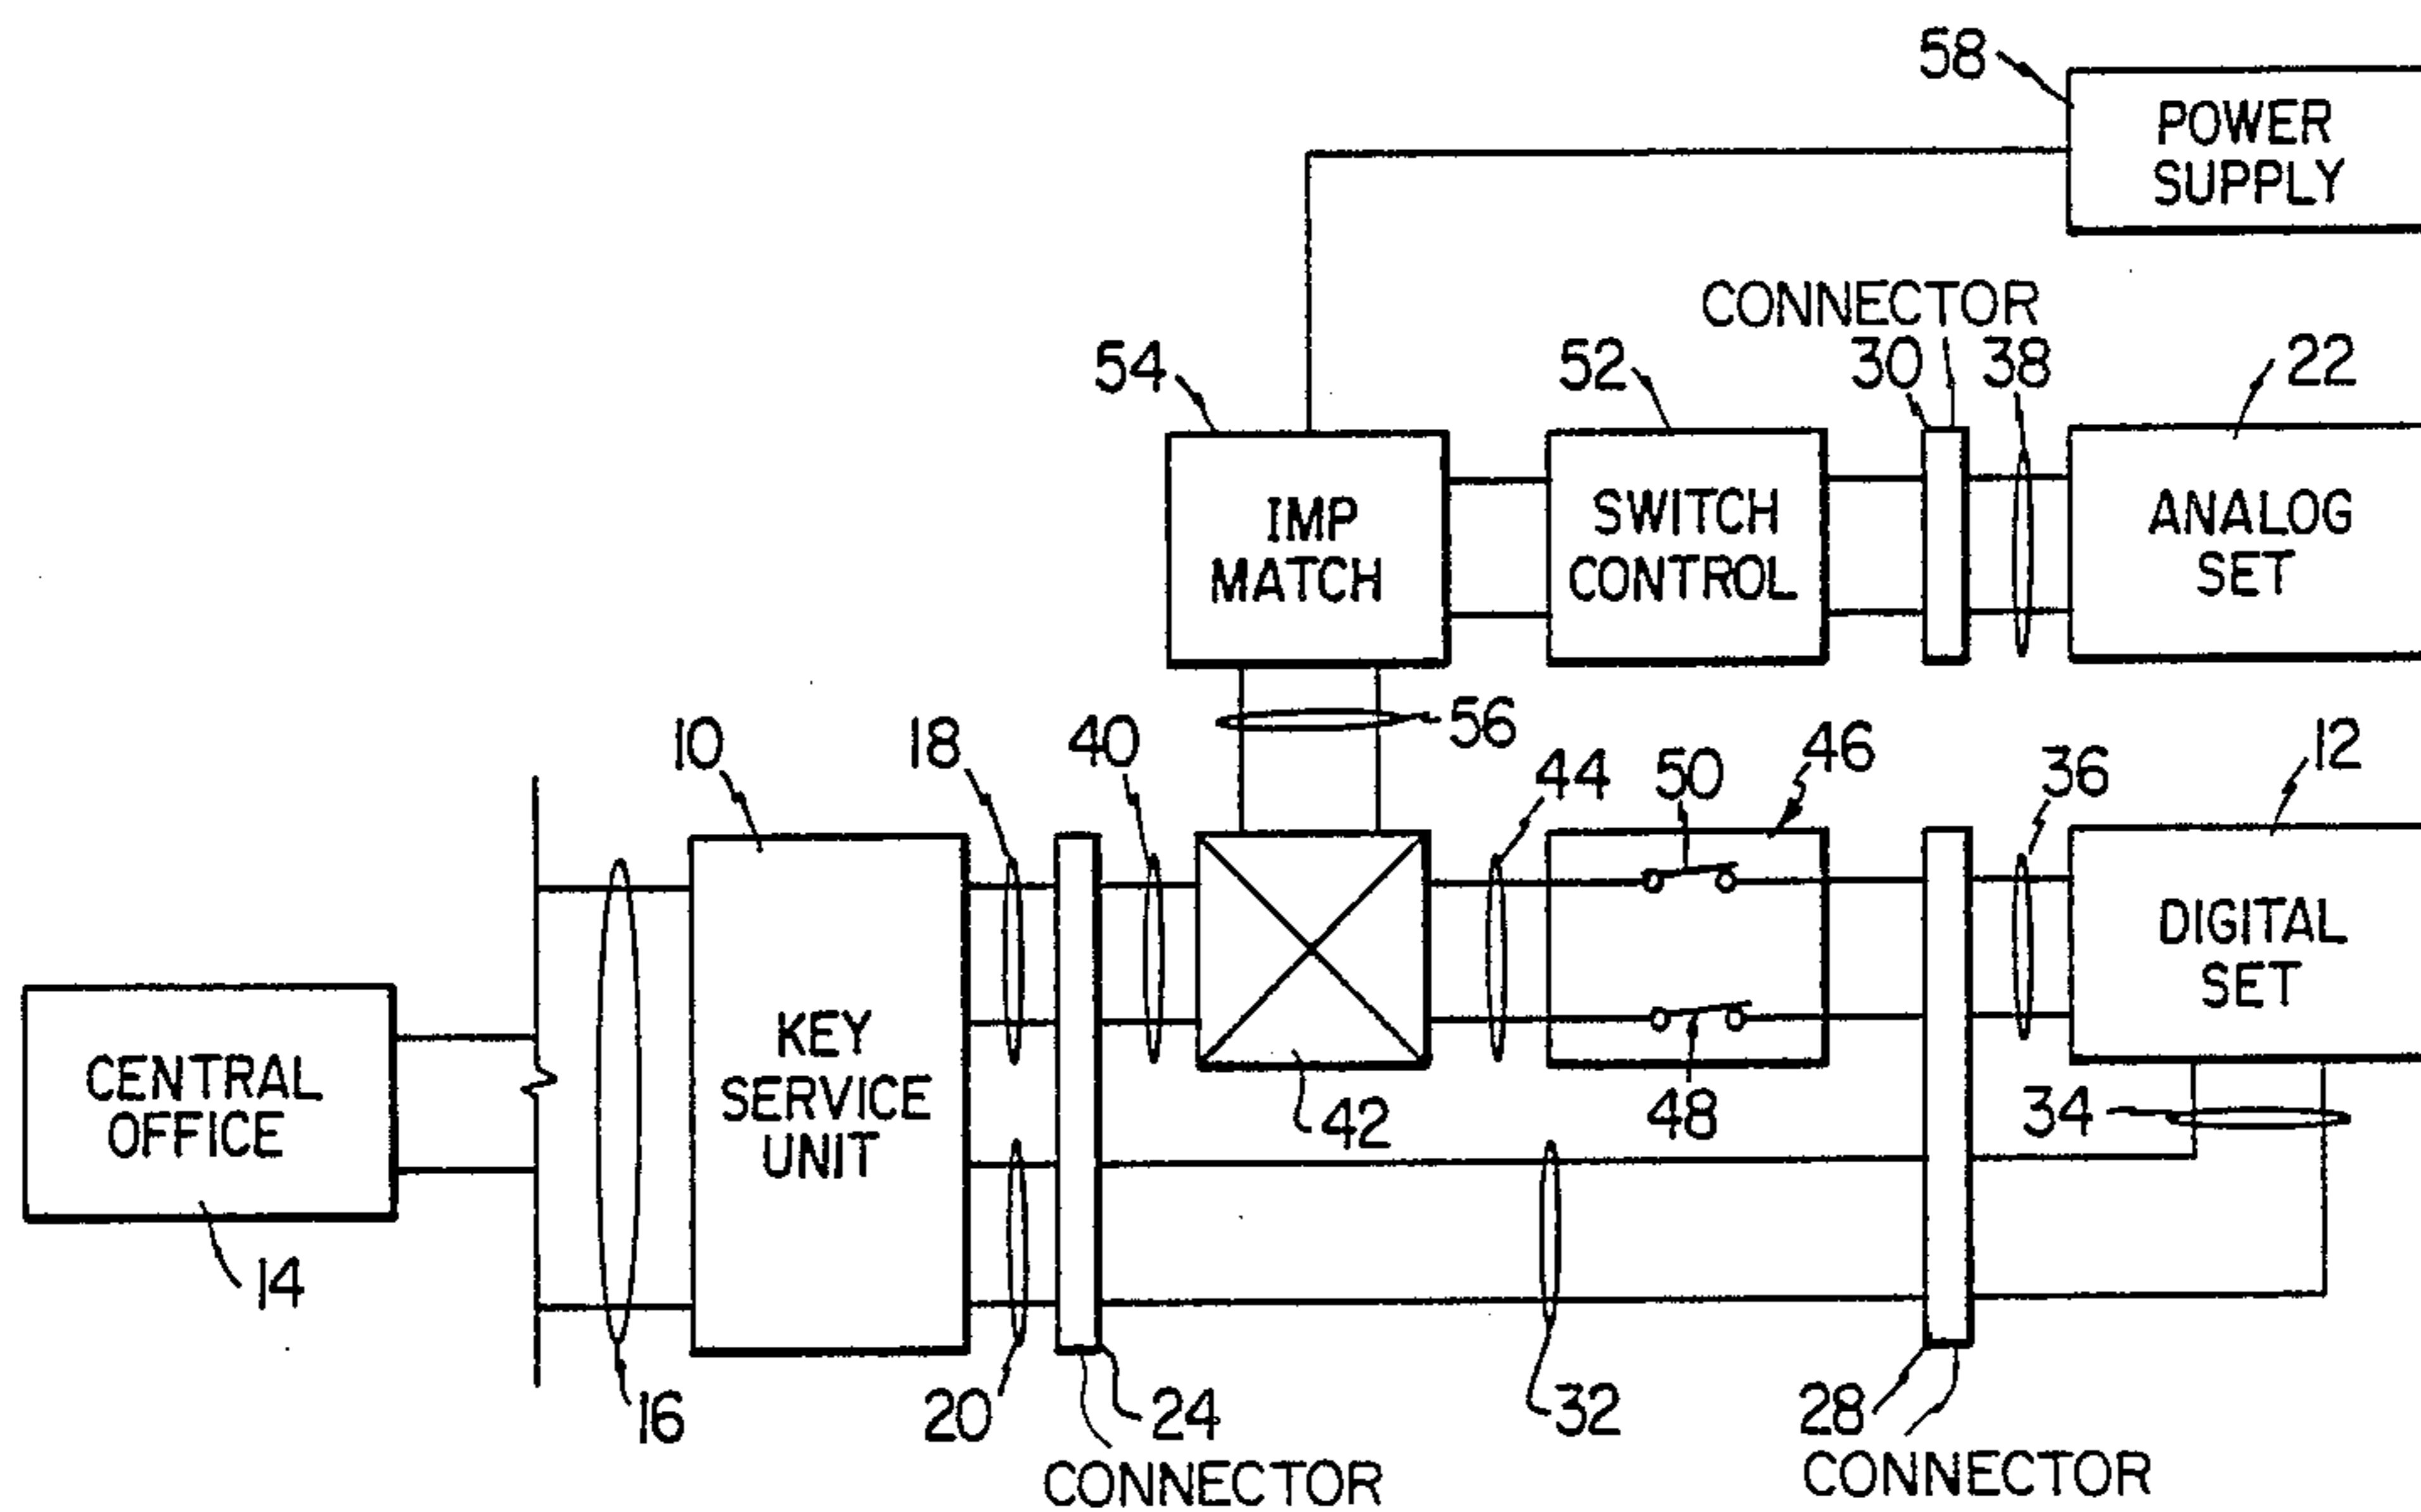 58
POWER
SUPPLY
CONNECTOR
54
52
30
38
22
IMP
MATCH
SWITCH
CONTROL
ANALOG
SET
56
10
18
40
44
50
46
36
12
KEY
SERVICE
UNIT
DIGITAL
SET
CENTRAL
OFFICE
42
48
34
14
16
20
24
32
28
CONNECTOR
CONNECTOR